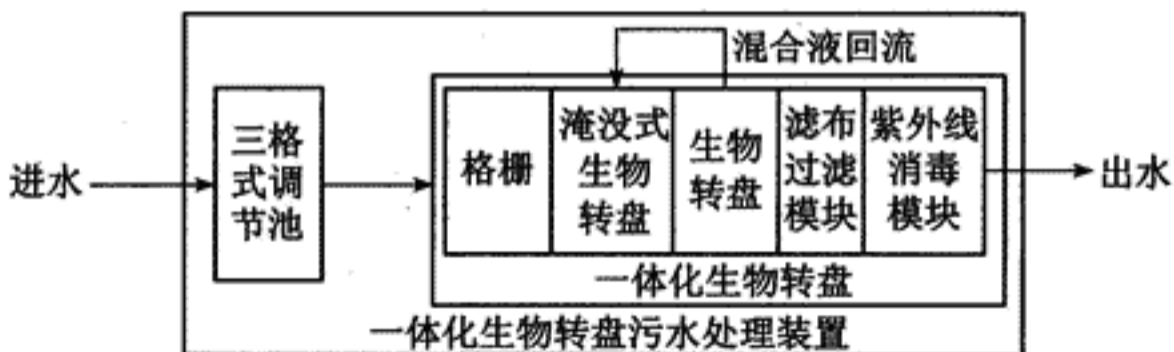 进水
三格
式调
节池
格栅
混合液回流
淹没式
生物
转盘
生物
转盘
滤布
过滤
模块
紫外线
消毒
模块
出水
一体化生物转盘
一体化生物转盘污水处理装置